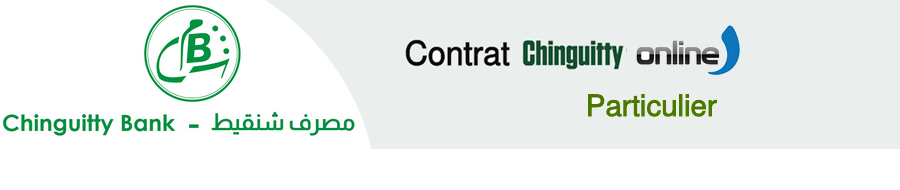 B
Chinguitty Bank - مصرف شنقيط
Contrat Chinguitty online
Particulier